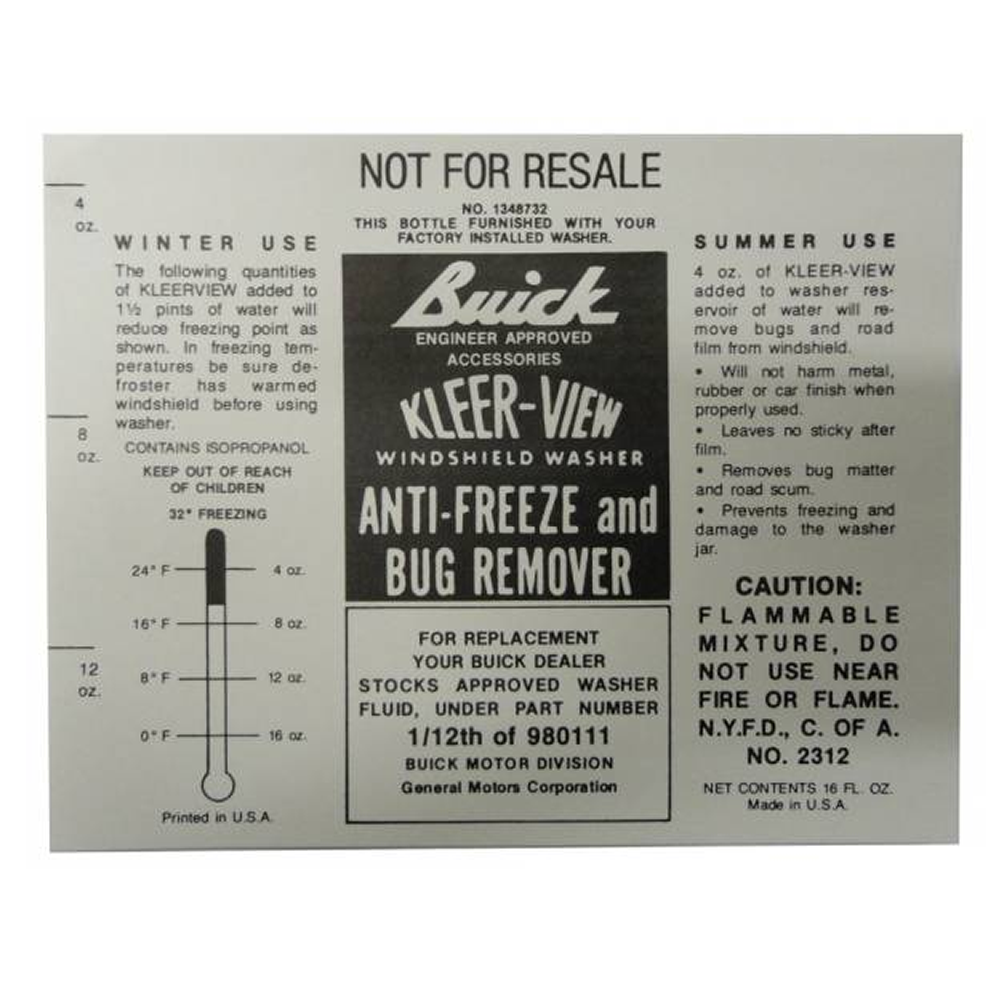 NOT FOR RESALE
NO. 1348732
THIS BOTTLE FURNISHED WITH YOUR
FACTORY INSTALLED WASHER.
4
OZ.
8
OZ.
12
OZ.
WINTER USE
The following quantities
of KLEERVIEW added to
1½ pints of water will
reduce freezing point as
shown. In freezing tem-
peratures be sure de-
froster has warmed
windshield before using
washer.
CONTAINS ISOPROPANOL
KEEP OUT OF REACH
OF CHILDREN
32° FREEZING
24° F 4 oz.
16° F 8 oz.
8° F 12 oz.
0° F 16 oz.
Printed in U.S.A.
Buick
ENGINEER APPROVED
ACCESSORIES
KLEER-VIEW
WINDSHIELD WASHER
ANTI-FREEZE and
BUG REMOVER
FOR REPLACEMENT
YOUR BUICK DEALER
STOCKS APPROVED WASHER
FLUID, UNDER PART NUMBER
1/12th of 980111
BUICK MOTOR DIVISION
General Motors Corporation
SUMMER USE
4 oz. of KLEER-VIEW
added to washer res-
ervoir of water will re-
move bugs and road
film from windshield.
• Will not harm metal,
rubber or car finish when
properly used.
• Leaves no sticky after
film.
• Removes bug matter
and road scum.
• Prevents freezing and
damage to the washer
jar.
CAUTION:
FLAMMABLE
MIXTURE, DO
NOT USE NEAR
FIRE OR FLAME.
N.Y.F.D., C. OF A.
NO. 2312
NET CONTENTS 16 FL. OZ.
Made in U.S.A.